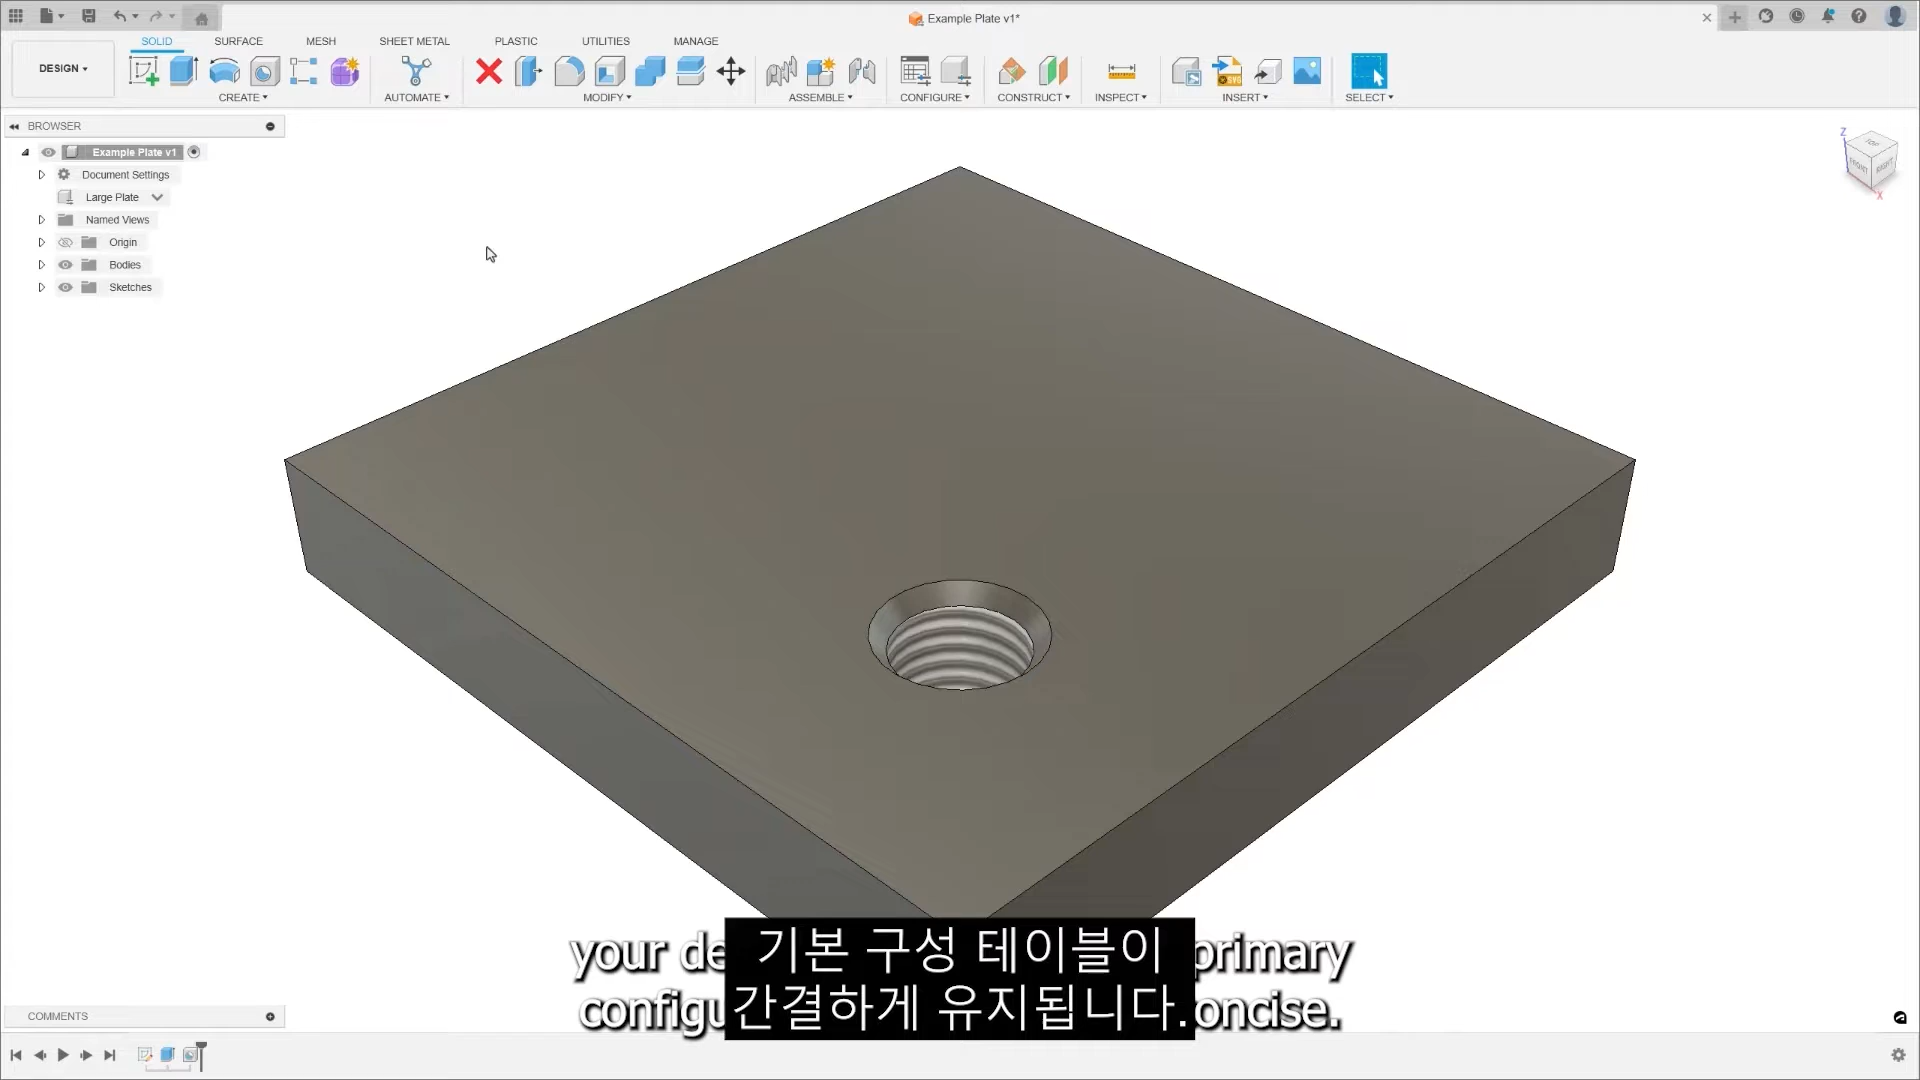 Example Plate v1*
SOLID SURFACE MESH SHEET METAL PLASTIC UTILITIES MANAGE
DESIGN
CREATE AUTOMATE MODIFY ASSEMBLE CONFIGURE CONSTRUCT INSPECT INSERT SELECT
BROWSER
Example Plate v1
Document Settings
Large Plate
Named Views
Origin
Bodies
Sketches
Z
TOP
FRONT RIGHT
X
your de
primary
configu
oncise.
기본 구성 테이블이
간결하게 유지됩니다.
COMMENTS